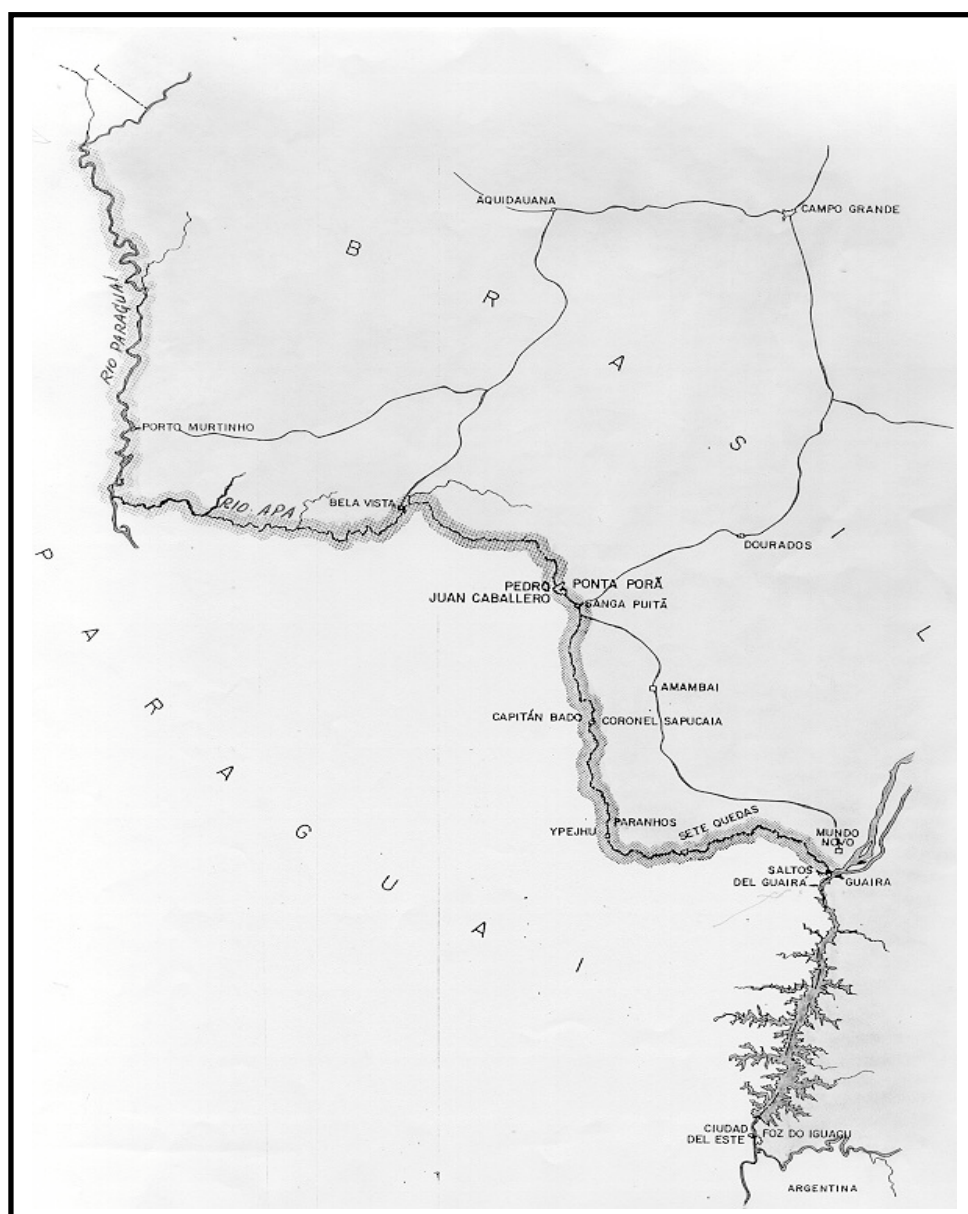 AQUIDAUANA
CAMPO GRANDE
B R A S I L
RIO PARAGUAI
PORTO MURTINHO
RIO APA
BELA VISTA
DOURADOS
PEDRO
JUAN CABALLERO
PONTA PORÃ
SANGA PUITÃ
P A R A G U A I
AMAMBAI
CAPITÁN BADO
CORONEL SAPUCAIA
PARANHOS
YPEJHU
SETE QUEDAS
MUNDO
NOVO
SALTOS
DEL GUAIRÁ
GUAIRA
CIUDAD
DEL ESTE
FOZ DO IGUAGU
ARGENTINA